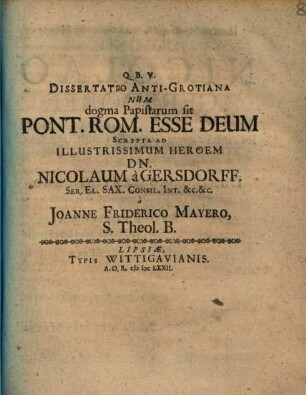 Q. B. V.
DISSERTATIO ANTI-GROTIANA
NUM
dogma Papistarum sit
PONT. ROM. ESSE DEUM
SCRIPTA AD
ILLUSTRISSIMUM HEROEM
DN.
NICOLAUM à GERSDORFF,
SER. EL. SAX. CONSIL. INT. &c. &c.
à
JOANNE FRIDERICO MAYERO,
S. Theol. B.
LIPSIÆ,
TYPIS WITTIGAVIANIS.
A. O. R. cIɔ Iɔc LXXII.